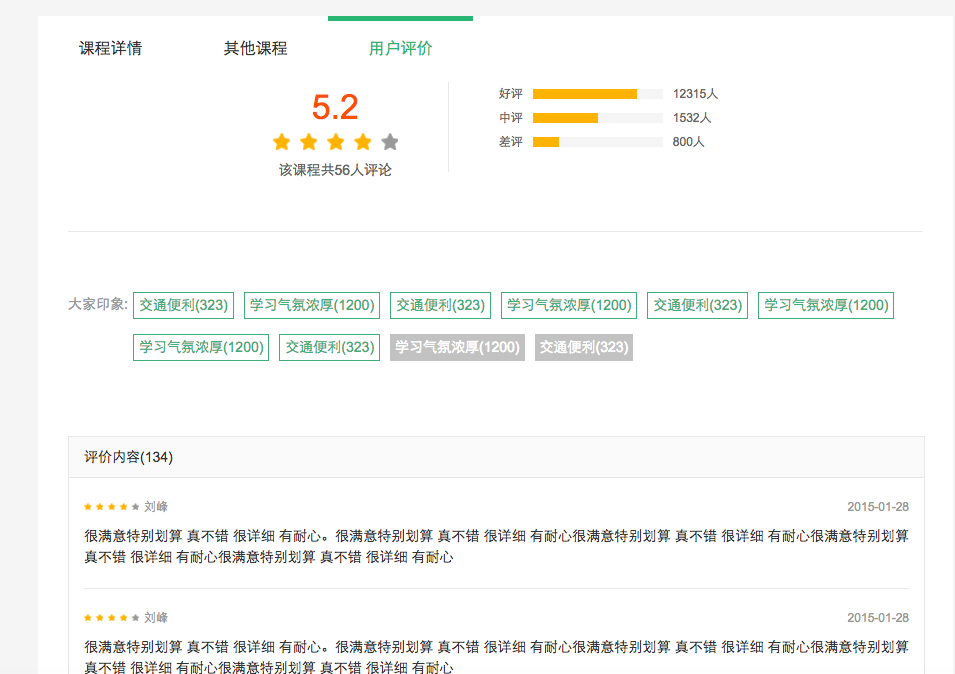 课程详情 其他课程 用户评价
5.2
该课程共56人评论
好评 12315人
中评 1532人
差评 800人
大家印象: 交通便利(323) 学习气氛浓厚(1200) 交通便利(323) 学习气氛浓厚(1200) 交通便利(323) 学习气氛浓厚(1200)
学习气氛浓厚(1200) 交通便利(323) 学习气氛浓厚(1200) 交通便利(323)
评价内容(134)
刘峰 2015-01-28
很满意特别划算 真不错 很详细 有耐心。很满意特别划算 真不错 很详细 有耐心很满意特别划算 真不错 很详细 有耐心很满意特别划算
真不错 很详细 有耐心很满意特别划算 真不错 很详细 有耐心
刘峰 2015-01-28
很满意特别划算 真不错 很详细 有耐心。很满意特别划算 真不错 很详细 有耐心很满意特别划算 真不错 很详细 有耐心很满意特别划算
真不错 很详细 有耐心很满意特别划算 真不错 很详细 有耐心